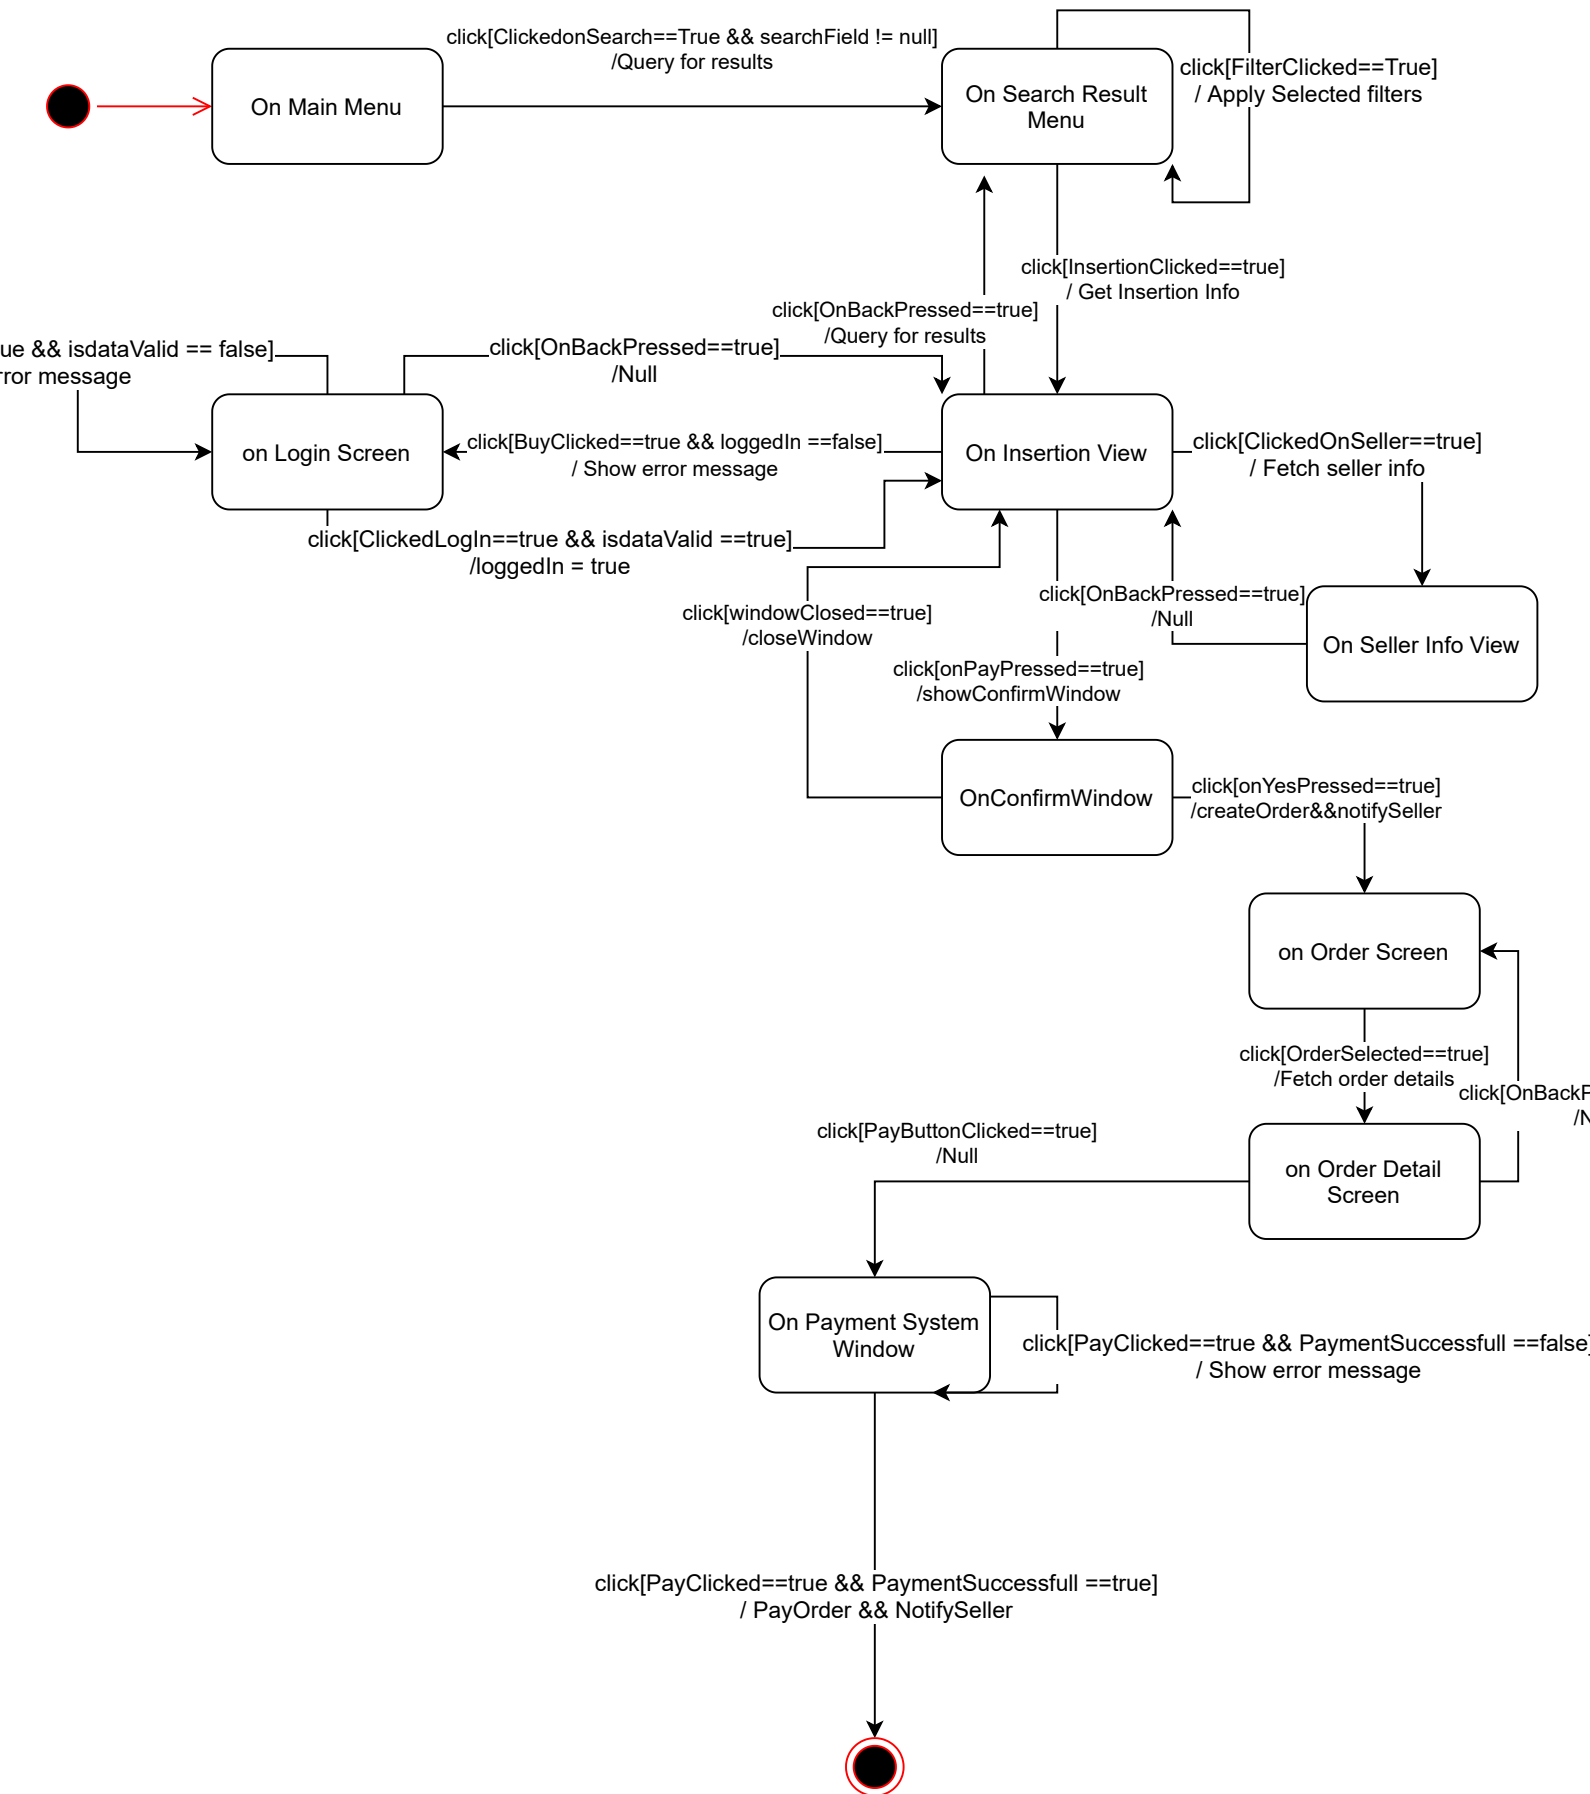 click[ClickedonSearch==True && searchField != null]
/Query for results
On Main Menu
On Search Result
Menu
click[FilterClicked==True]
/ Apply Selected filters
click[InsertionClicked==true]
/ Get Insertion Info
click[OnBackPressed==true]
/Query for results
ue && isdataValid == false]
rror message
click[OnBackPressed==true]
/Null
on Login Screen
click[BuyClicked==true && loggedIn ==false]
/ Show error message
On Insertion View
click[ClickedOnSeller==true]
/ Fetch seller info
click[ClickedLogIn==true && isdataValid ==true]
/loggedIn = true
click[windowClosed==true]
/closeWindow
click[OnBackPressed==true]
/Null
On Seller Info View
click[onPayPressed==true]
/showConfirmWindow
OnConfirmWindow
click[onYesPressed==true]
/createOrder&&notifySeller
on Order Screen
click[OrderSelected==true]
/Fetch order details
click[OnBackP
/N
click[PayButtonClicked==true]
/Null
on Order Detail
Screen
On Payment System
Window
click[PayClicked==true && PaymentSuccessfull ==false]
/ Show error message
click[PayClicked==true && PaymentSuccessfull ==true]
/ PayOrder && NotifySeller